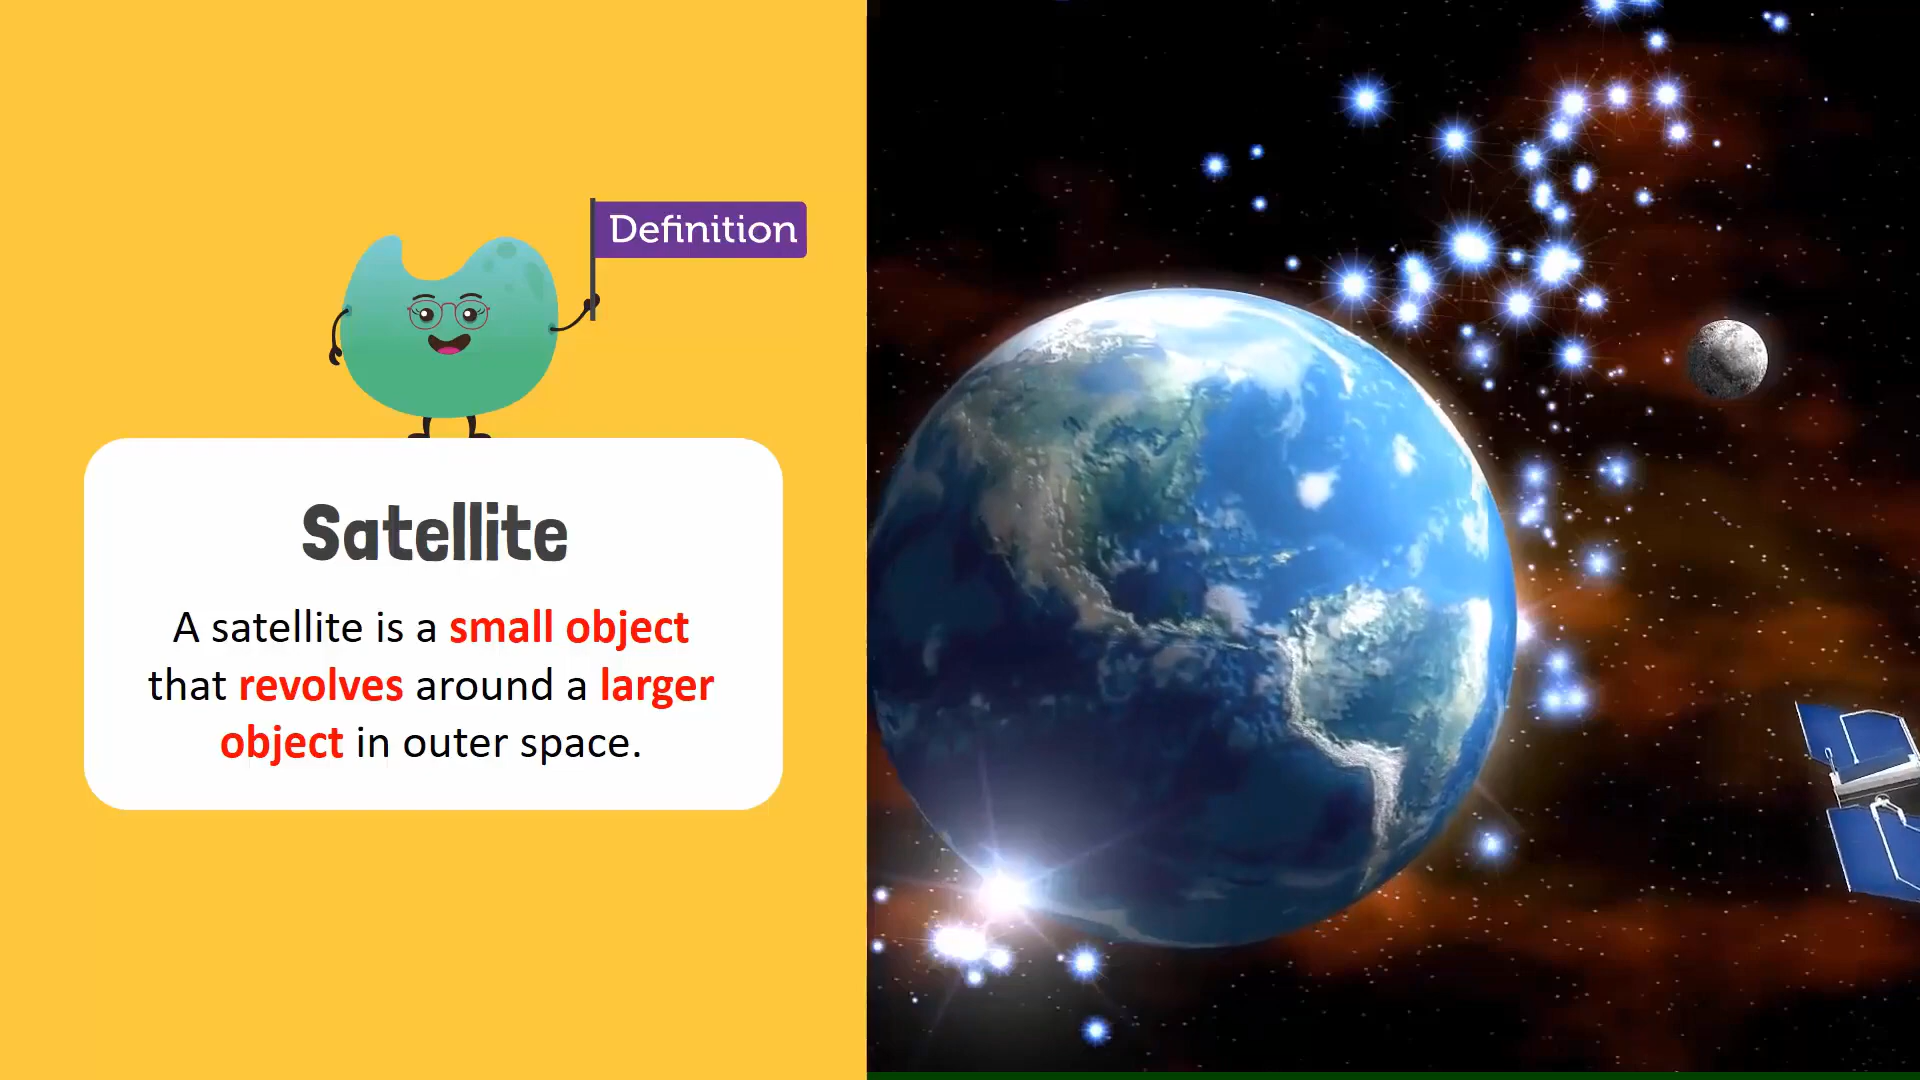 Definition
Satellite
A satellite is a small object
that revolves around a larger
object in outer space.